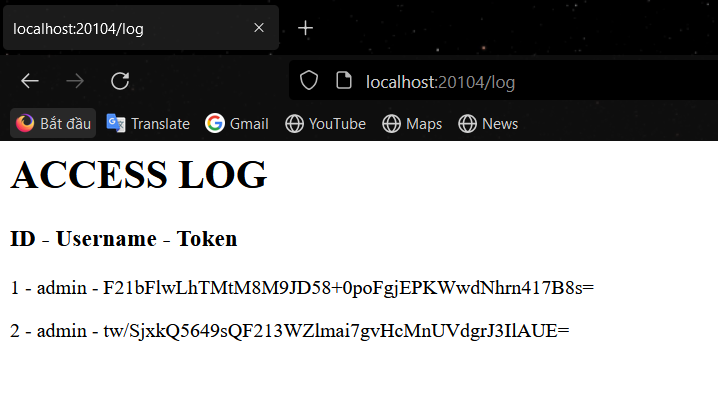 localhost:20104/log
localhost:20104/log
Bắt đầu Translate Gmail YouTube Maps News
ACCESS LOG
ID - Username - Token
1 - admin - F21bFlwLhTMtM8M9JD58+0poFgjEPKWwdNhrn417B8s=
2 - admin - tw/SjxkQ5649sQF213WZlmai7gvHcMnUVdgrJ3IlAUE=